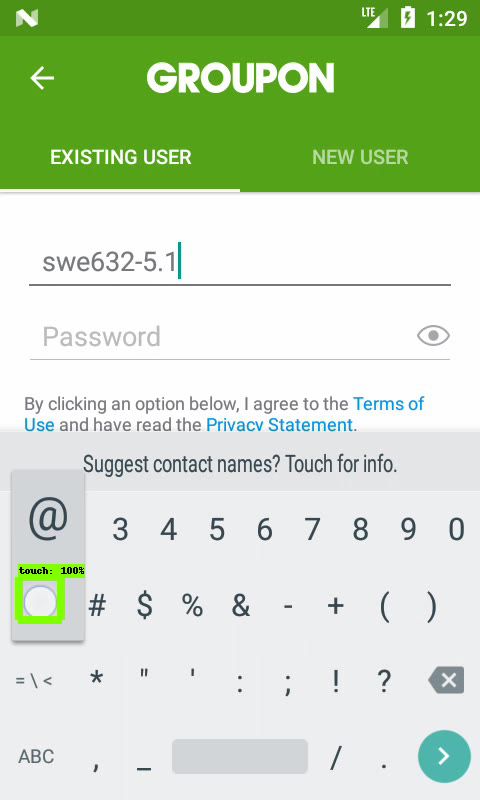 LTE 1:29
GROUPON
EXISTING USER NEW USER
swe632-5.1
Password
By clicking an option below, I agree to the Terms of
Use and have read the Privacy Statement.
Suggest contact names? Touch for info.
@ 3 4 5 6 7 8 9 0
touch: 100%
# $ % & - + ( )
= \ < * " ' : ; ! ?
ABC , _ / .